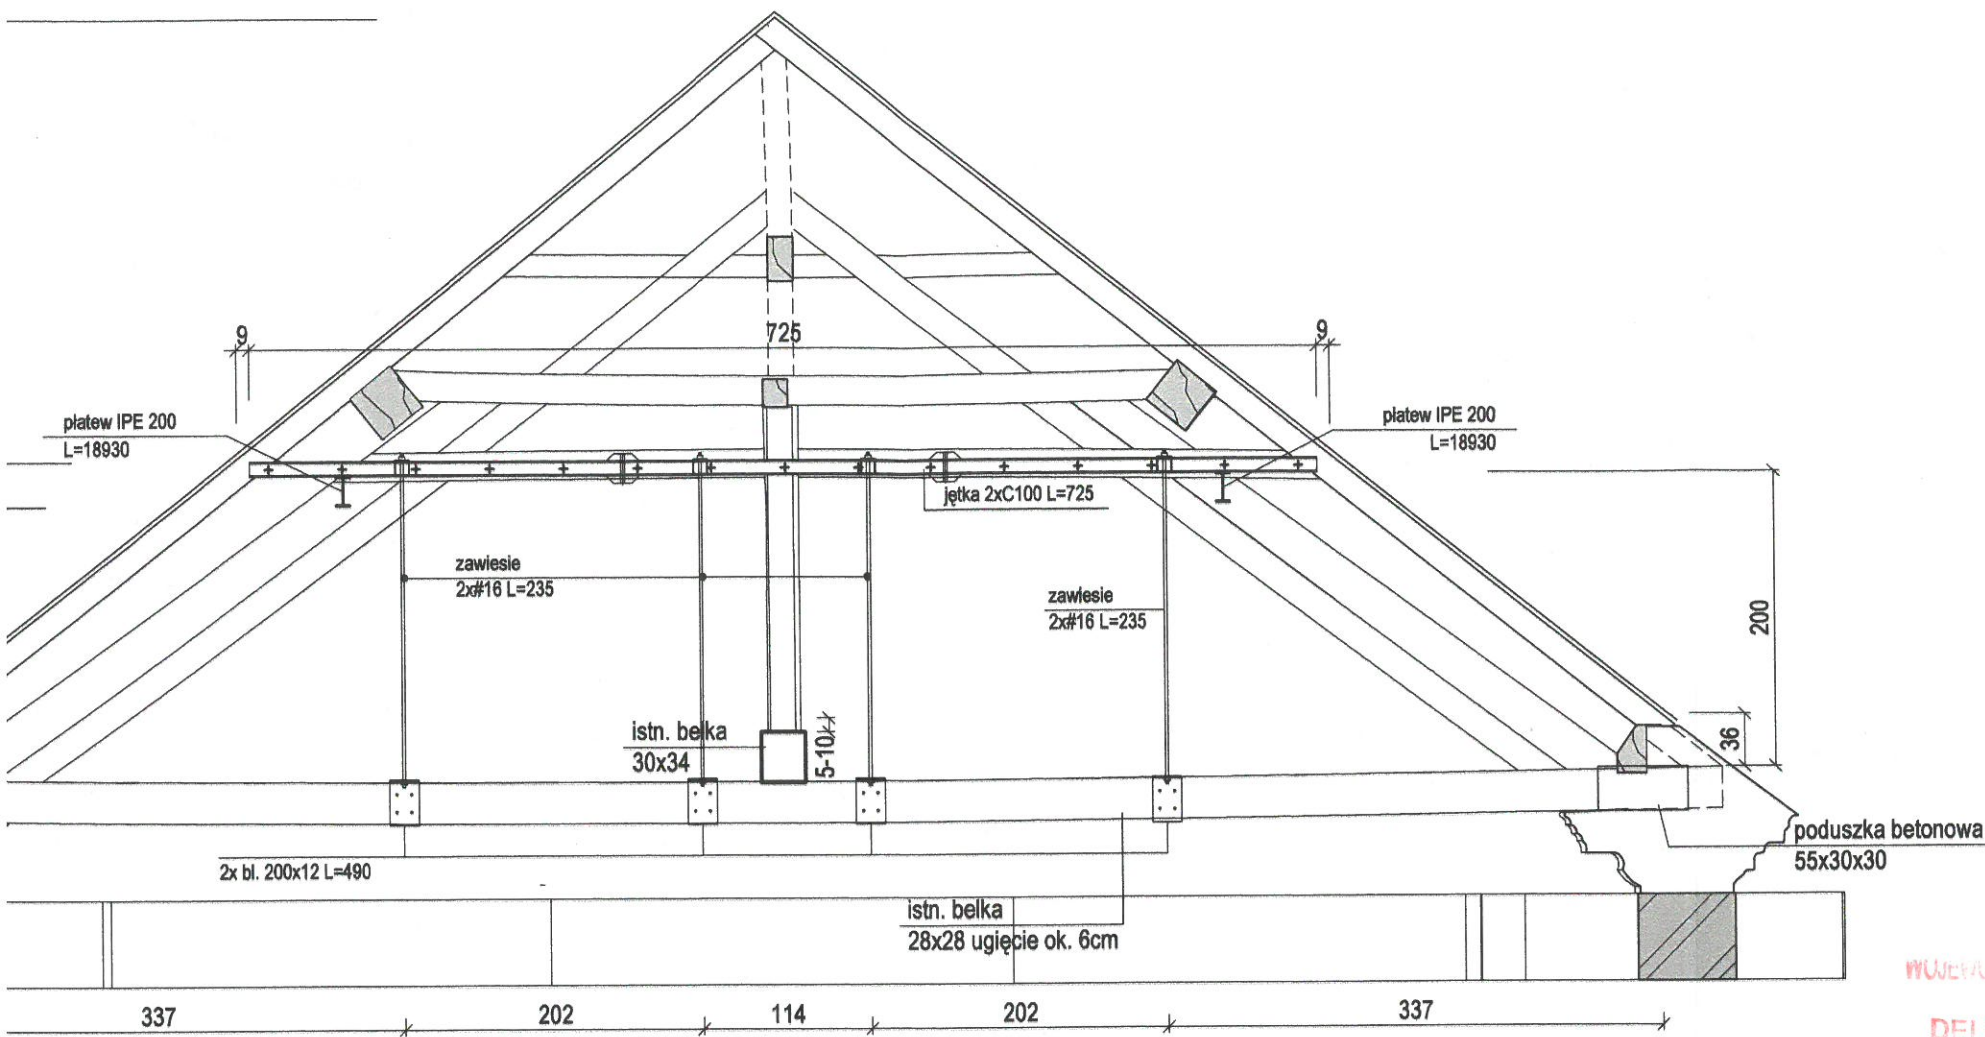 9
725
9
płatew IPE 200
L=18930
płatew IPE 200
L=18930
jętka 2xC100 L=725
zawiesie
2x#16 L=235
zawiesie
2x#16 L=235
200
36
istn. belka
30x34
5-10
poduszka betonowa
55x30x30
2x bl. 200x12 L=490
istn. belka
28x28 ugięcie ok. 6cm
337
202
114
202
337